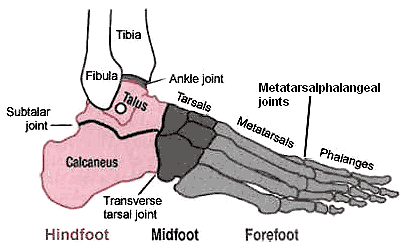 Tibia
Fibula
Ankle joint
Talus
Tarsals
Metatarsalphalangeal
joints
Subtalar
joint
Metatarsals
Phalanges
Calcaneus
Transverse
tarsal joint
Hindfoot Midfoot Forefoot